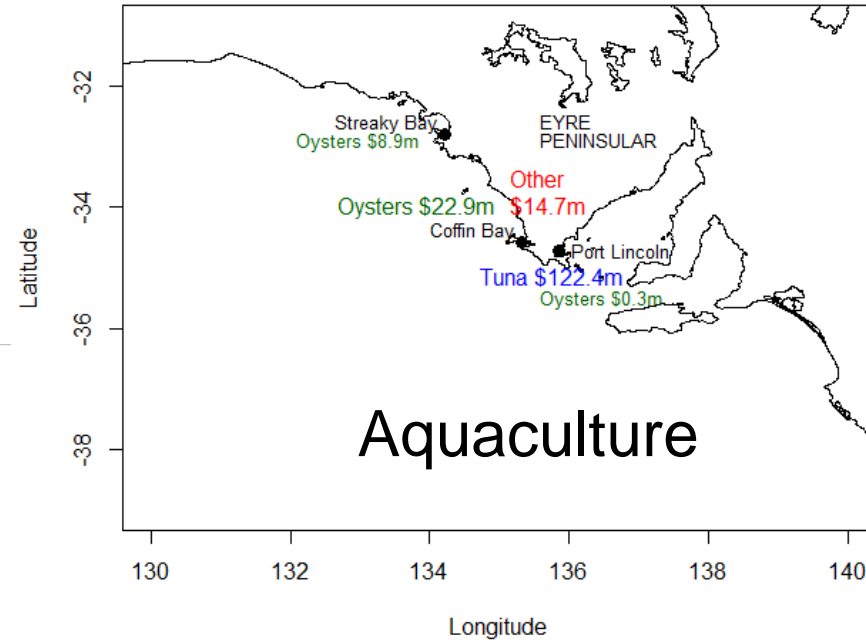 -32
-34
-36
-38
Latitude
Streaky Bay
Oysters $8.9m
EYRE
PENINSULAR
Other
$14.7m
Oysters $22.9m
Coffin Bay
Port Lincoln
Tuna $122.4m
Oysters $0.3m
Aquaculture
130 132 134 136 138 140
Longitude